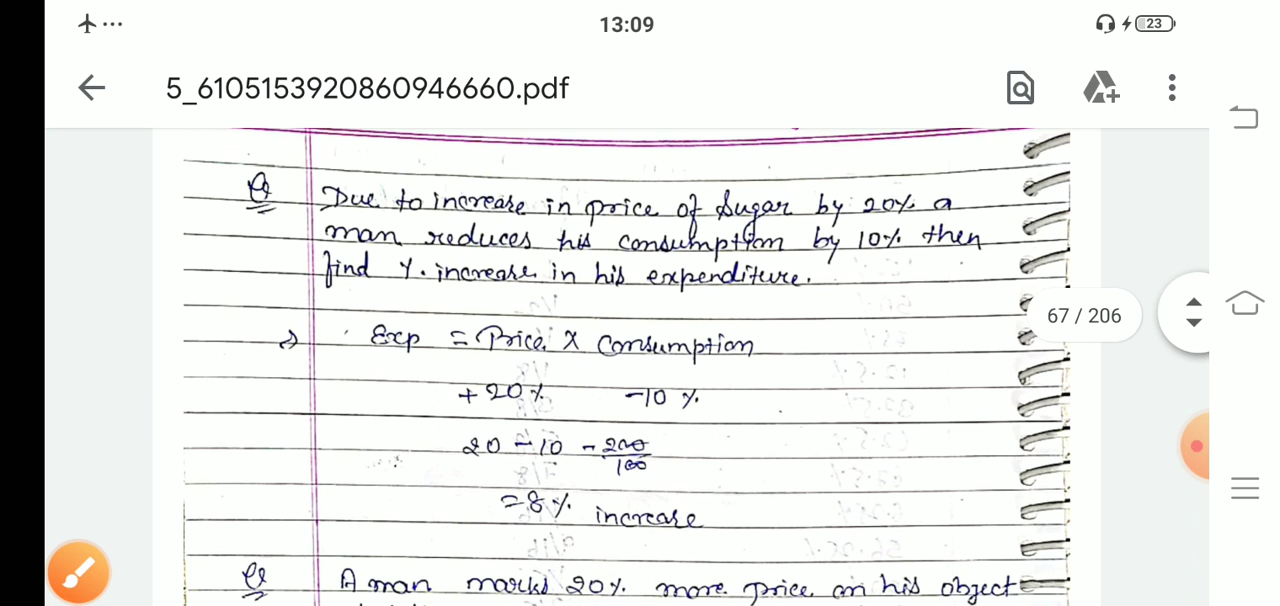 13:09
23
5_6105153920860946660.pdf
Q Due to increase in price of Sugar by 20% a
man reduces his consumption by 10% then
find %. increase in his expenditure.
67 / 206
⇒ Exp = Price X Consumption
+20% -10 %
20 - 10 - 200/100
= 8% increase
Q A man marks 20% more price on his object